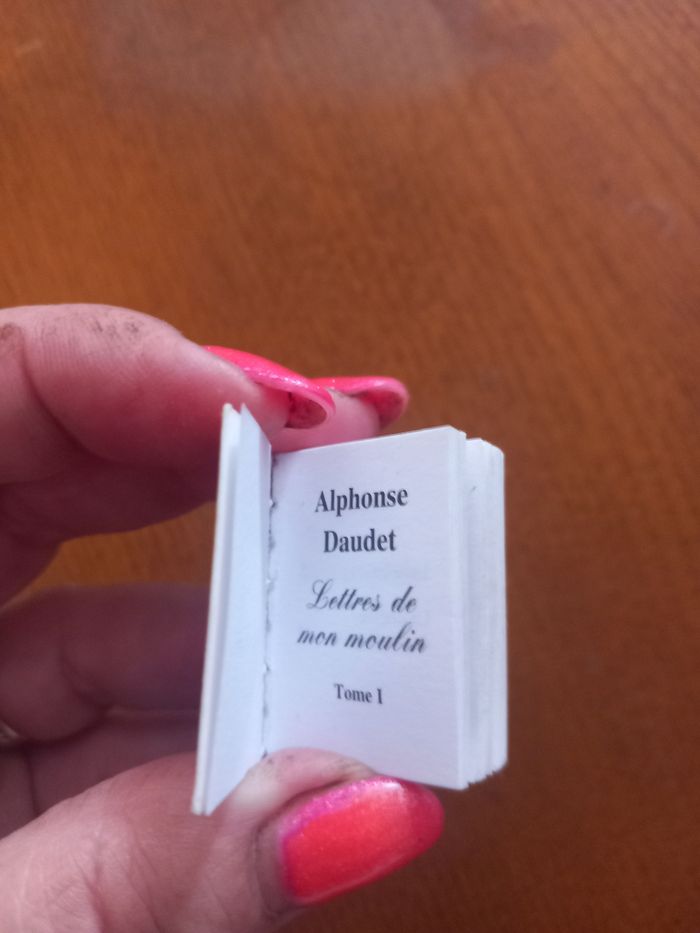 Alphonse
Daudet
Lettres de
mon moulin
Tome I